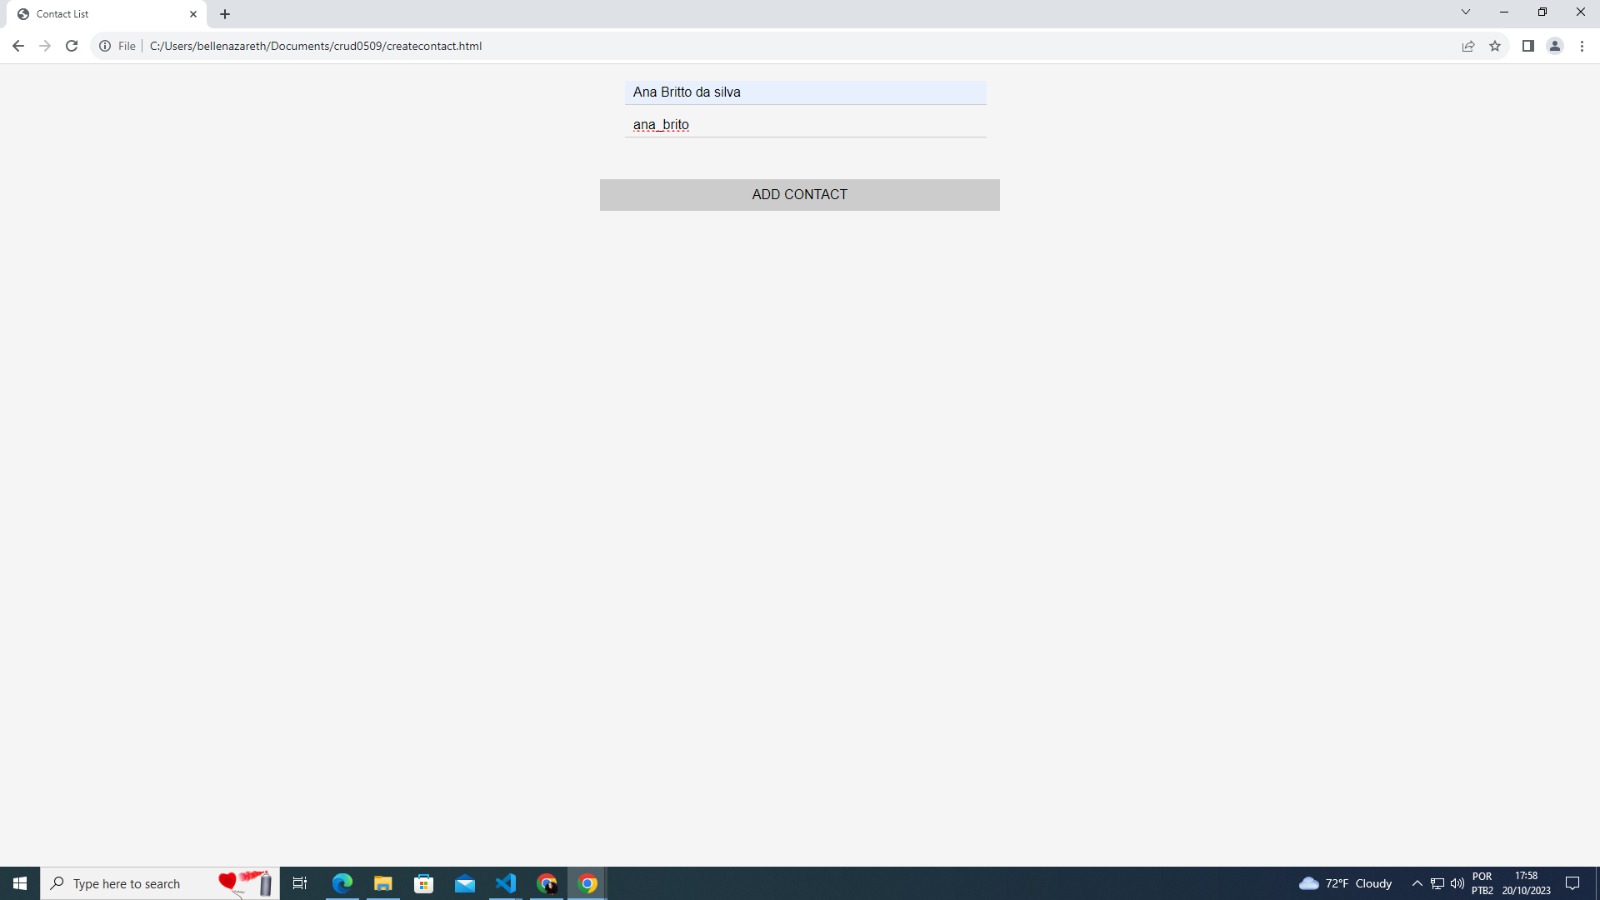 Contact List
File C:/Users/bellenazareth/Documents/crud0509/createcontact.html
Ana Britto da silva
ana_brito
ADD CONTACT
Type here to search
72°F Cloudy
POR
PTB2
17:58
20/10/2023